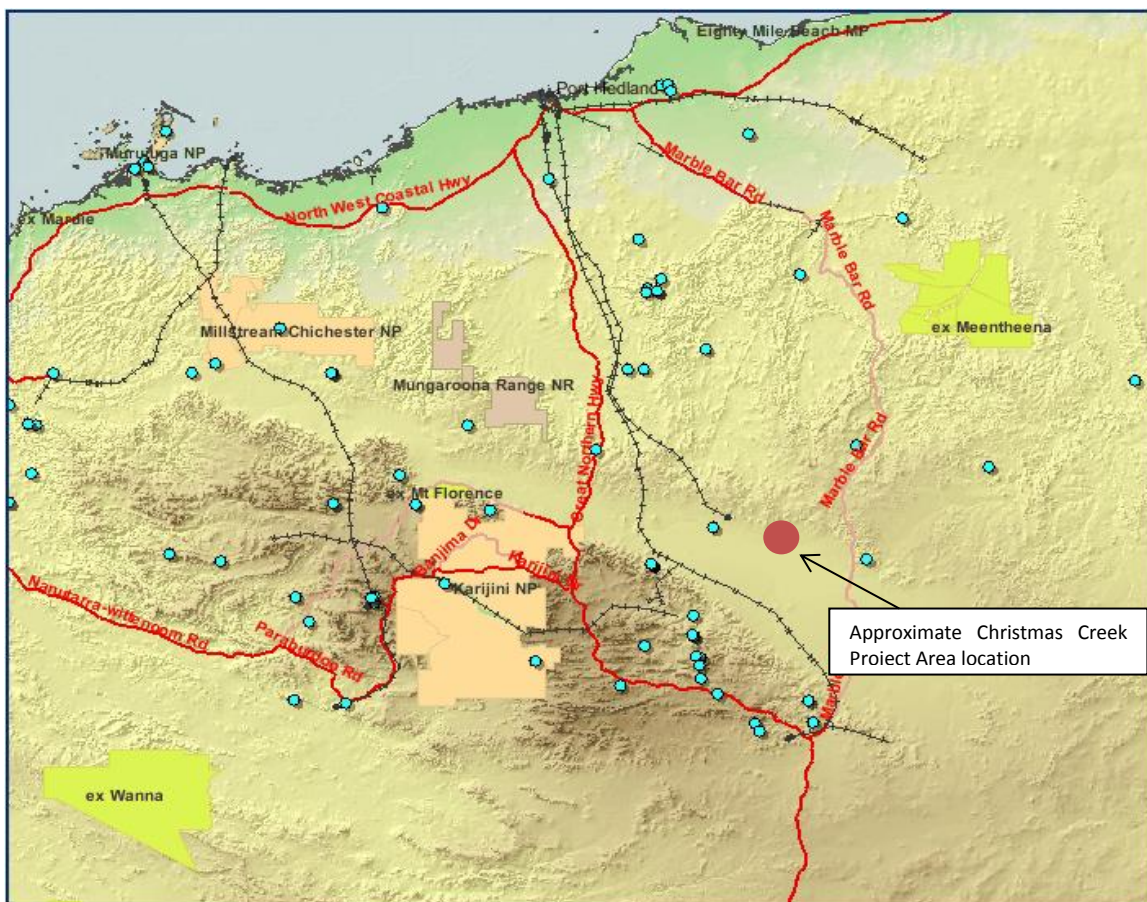 Eighty Mile Beach MP
Port Hedland
Murujuga NP
Marble Bar Rd
North West Coastal Hwy
ex Mardie
Marble Bar Rd
ex Meentheena
Millstream Chichester NP
Mungaroona Range NR
Great Northern Hwy
Marble Bar Rd
ex Mt Florence
Banjima Dr
Karijini
Karijini NP
Nanutarra-wittenoom Rd
Paraburdoo Rd
Approximate Christmas Creek
Project Area location
Marble
ex Wanna